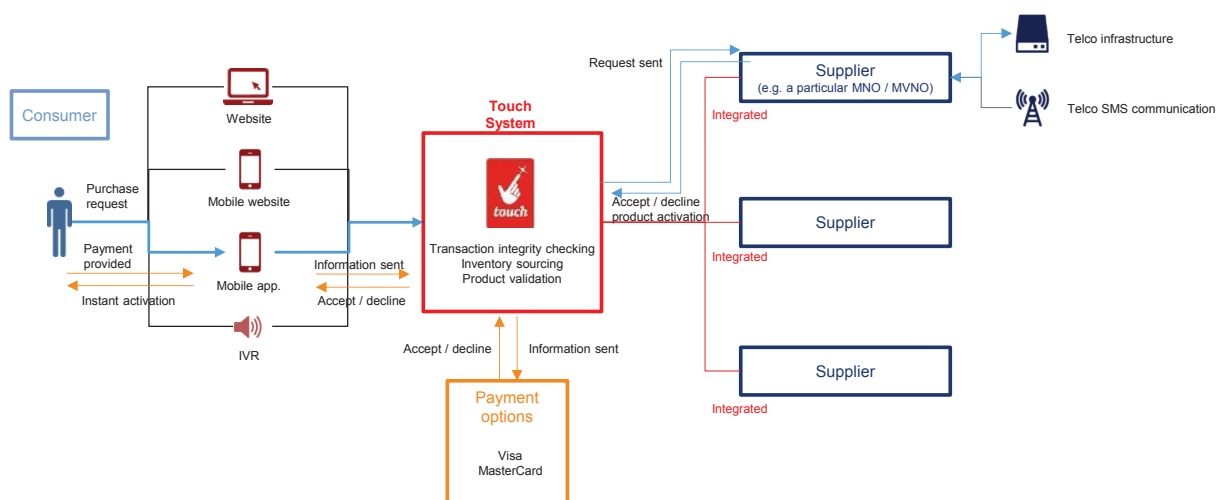 Consumer
Website
Purchase
request
Mobile website
Payment
provided
Instant activation
Mobile app.
IVR
Information sent
Accept / decline
Touch
System
touch
Transaction integrity checking
Inventory sourcing
Product validation
Accept / decline
Information sent
Payment
options
Visa
MasterCard
Request sent
Accept / decline
product activation
Supplier
(e.g. a particular MNO / MVNO)
Integrated
Telco infrastructure
Telco SMS communication
Supplier
Integrated
Supplier
Integrated